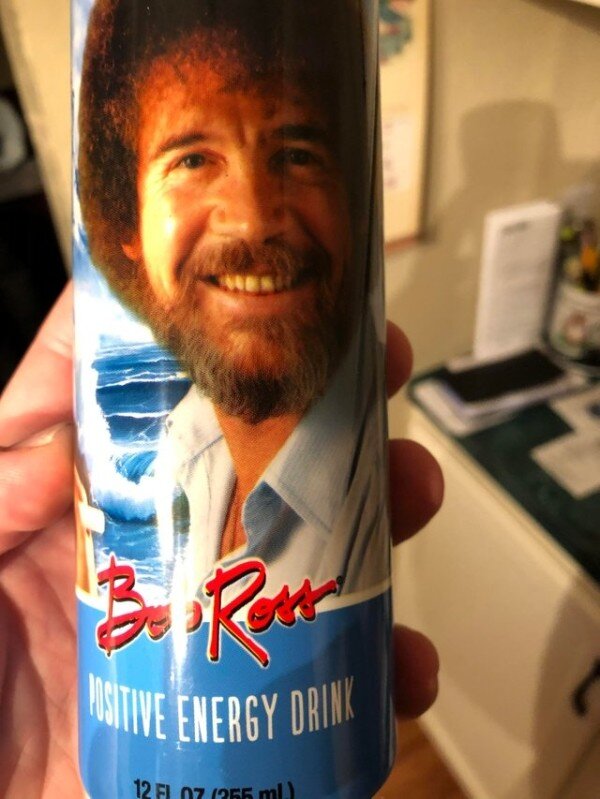 Bob Ross®
POSITIVE ENERGY DRINK
12 FL OZ (355 mL)